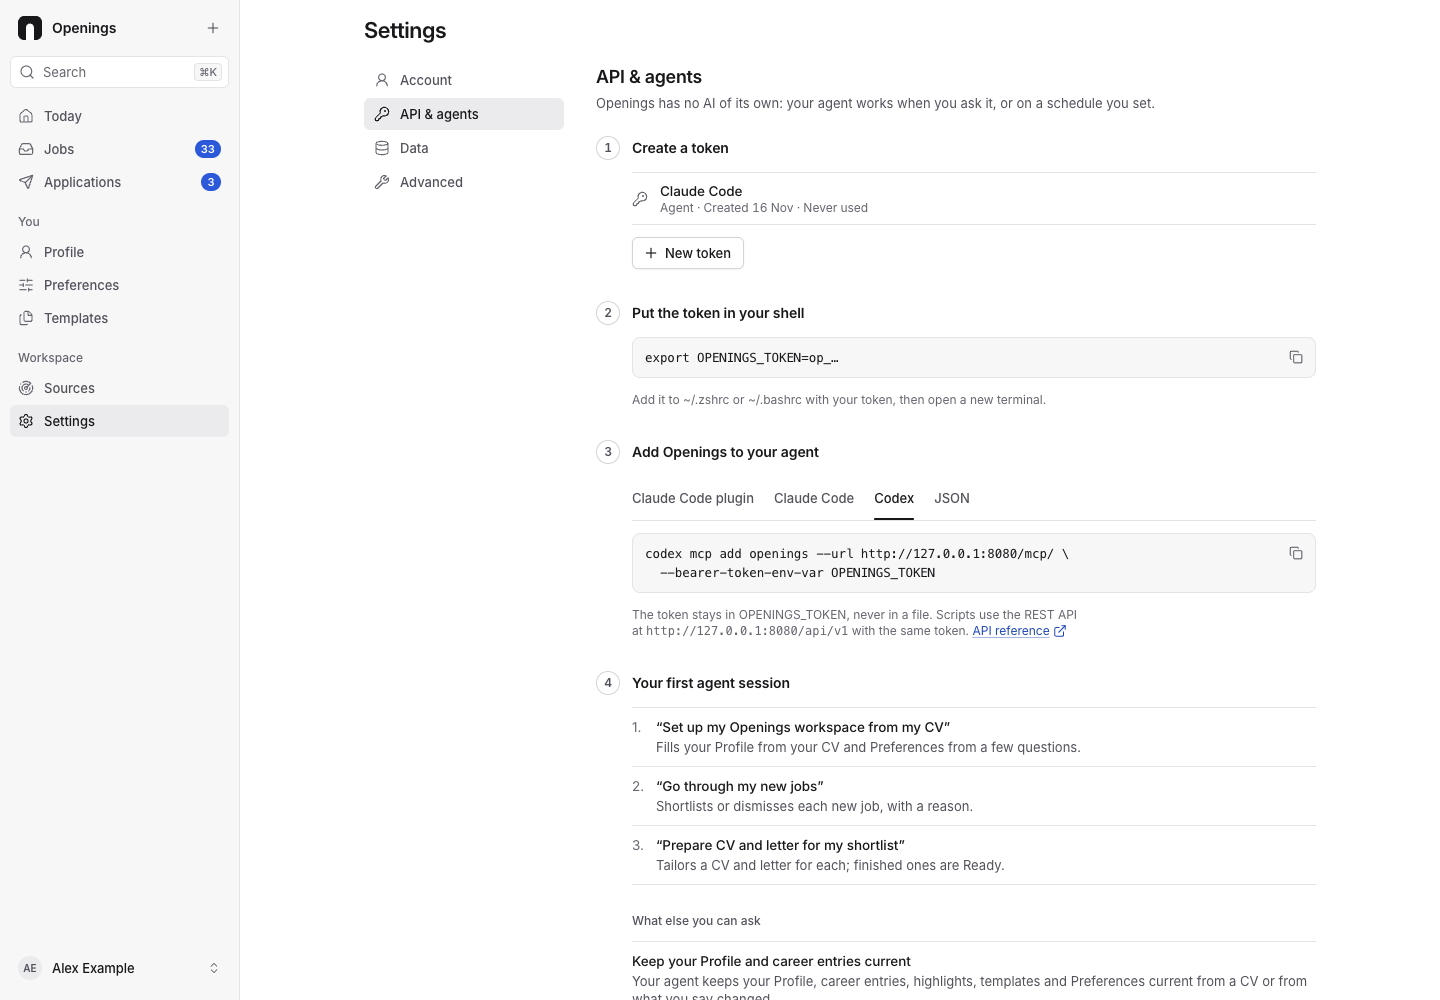 Openings
Search
⌘K
Today
Jobs
33
Applications
3
You
Profile
Preferences
Templates
Workspace
Sources
Settings
AE
Alex Example
Settings
Account
API & agents
Data
Advanced
API & agents
Openings has no AI of its own: your agent works when you ask it, or on a schedule you set.
1
Create a token
Claude Code
Agent · Created 16 Nov · Never used
New token
2
Put the token in your shell
export OPENINGS_TOKEN=op_…
Add it to ~/.zshrc or ~/.bashrc with your token, then open a new terminal.
3
Add Openings to your agent
Claude Code plugin
Claude Code
Codex
JSON
codex mcp add openings --url http://127.0.0.1:8080/mcp/ \
--bearer-token-env-var OPENINGS_TOKEN
The token stays in OPENINGS_TOKEN, never in a file. Scripts use the REST API
at http://127.0.0.1:8080/api/v1 with the same token. API reference
4
Your first agent session
1. “Set up my Openings workspace from my CV”
Fills your Profile from your CV and Preferences from a few questions.
2. “Go through my new jobs”
Shortlists or dismisses each new job, with a reason.
3. “Prepare CV and letter for my shortlist”
Tailors a CV and letter for each; finished ones are Ready.
What else you can ask
Keep your Profile and career entries current
Your agent keeps your Profile, career entries, highlights, templates and Preferences current from a CV or from
what you say changed.